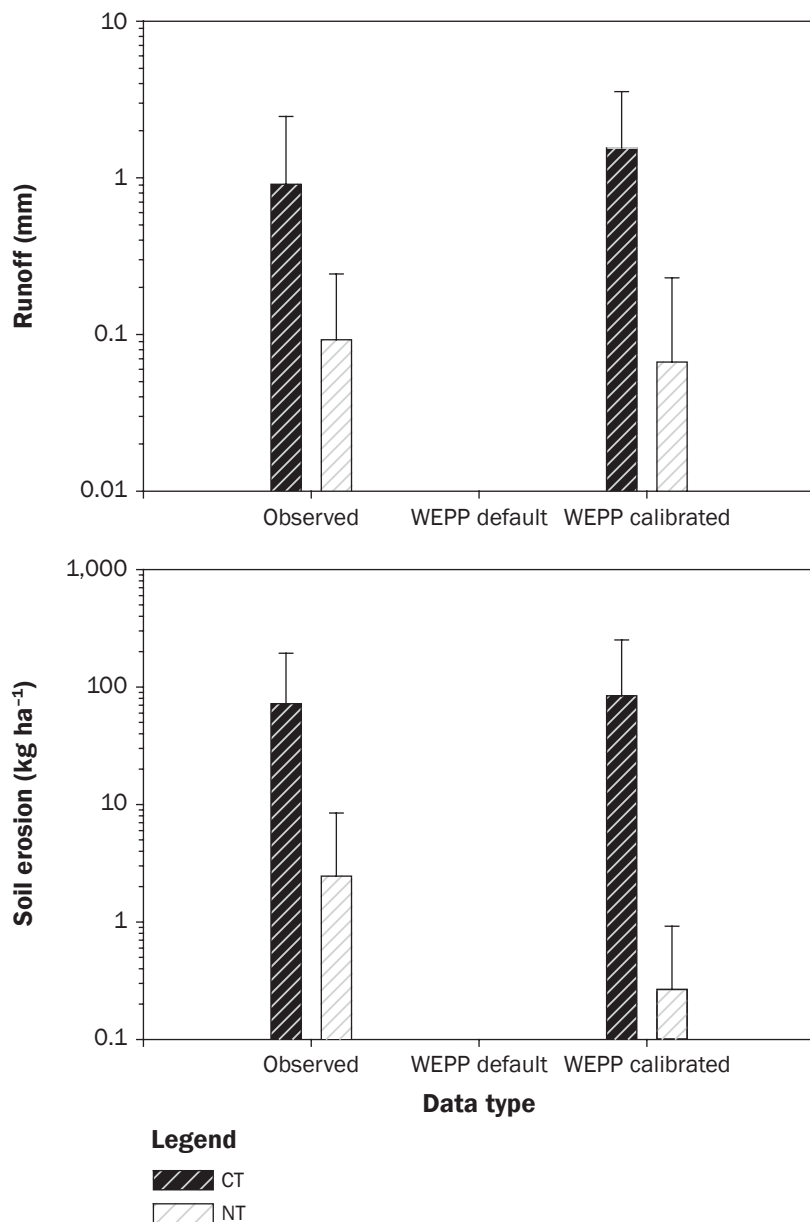 10
1
0.1
0.01
Runoff (mm)
Observed WEPP default WEPP calibrated
1,000
100
10
1
0.1
Soil erosion (kg ha⁻¹)
Observed WEPP default WEPP calibrated
Data type
Legend
CT
NT